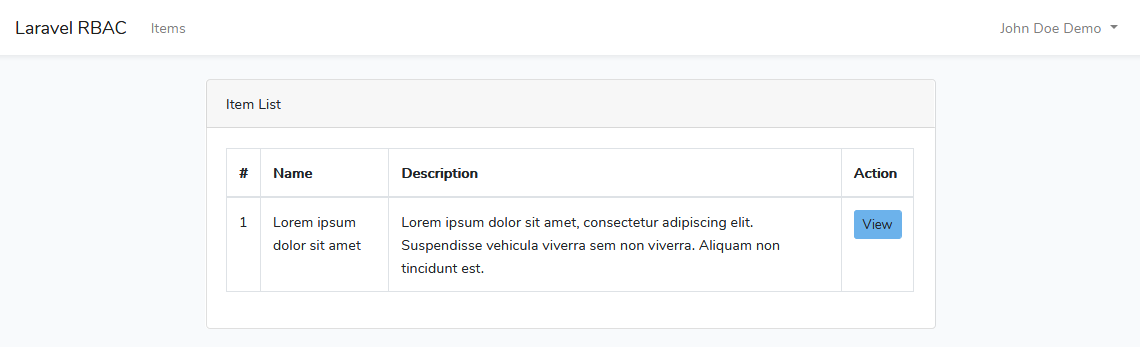 Laravel RBAC Items John Doe Demo
Item List
# Name Description Action
1 Lorem ipsum Lorem ipsum dolor sit amet, consectetur adipiscing elit. View
dolor sit amet Suspendisse vehicula viverra sem non viverra. Aliquam non
tincidunt est.